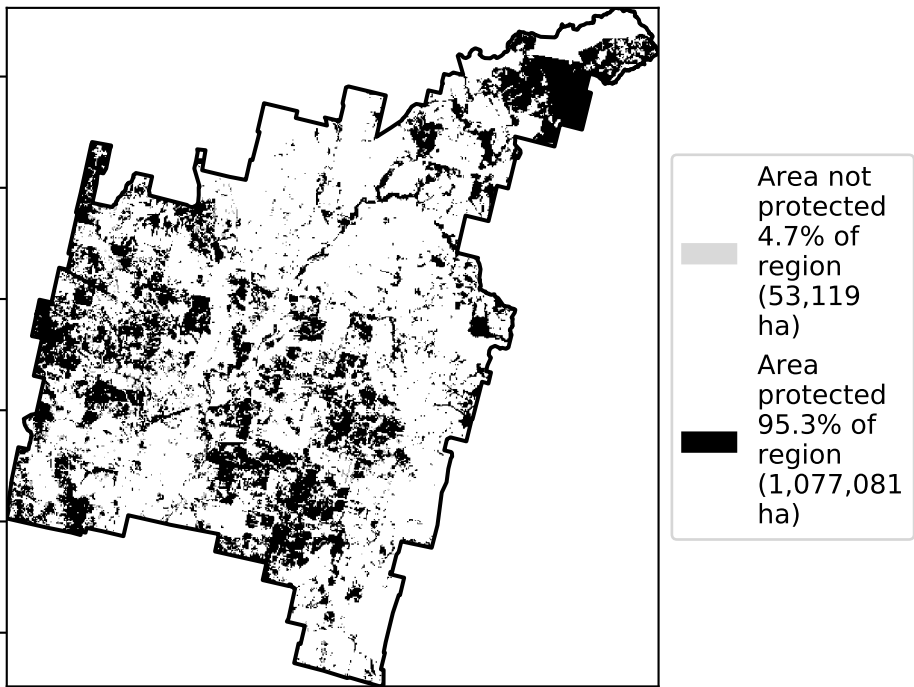 Area not
protected
4.7% of
region
(53,119
ha)
Area
protected
95.3% of
region
(1,077,081
ha)